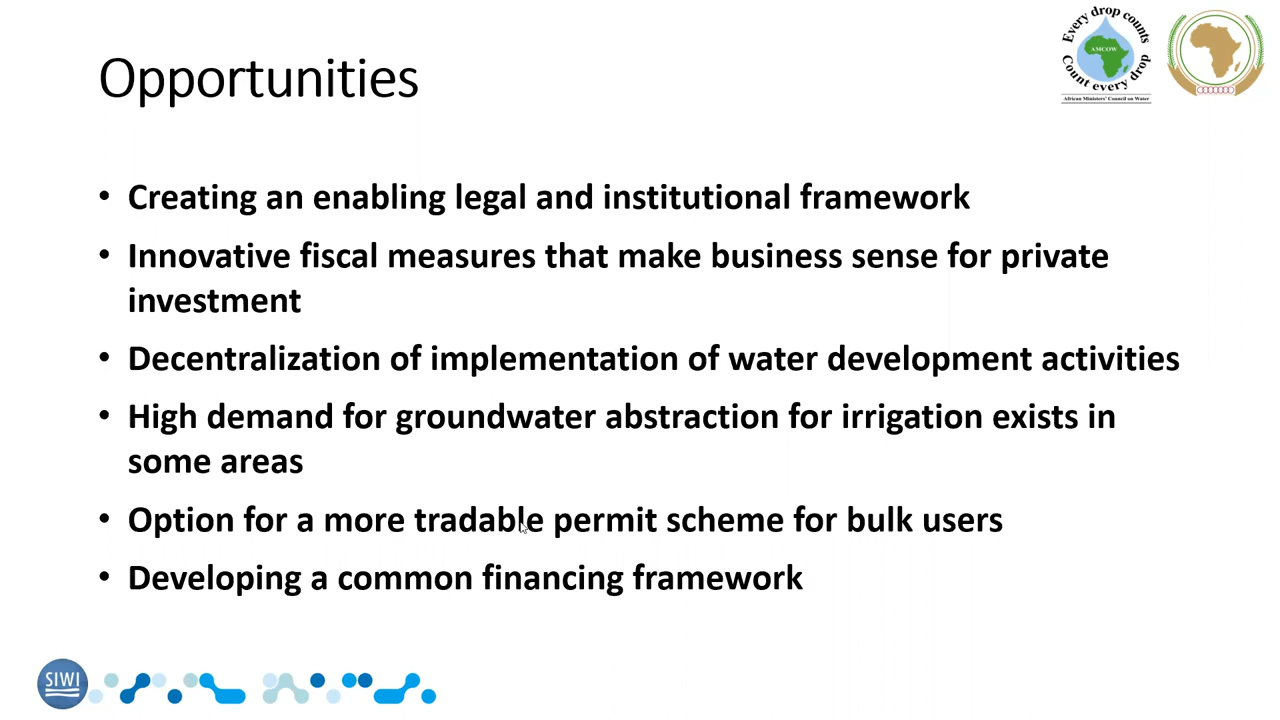 Every drop counts
AMCOW
Count every drop
African Ministers' Council on Water
Opportunities
• Creating an enabling legal and institutional framework
• Innovative fiscal measures that make business sense for private
investment
• Decentralization of implementation of water development activities
• High demand for groundwater abstraction for irrigation exists in
some areas
• Option for a more tradable permit scheme for bulk users
• Developing a common financing framework
SIWI